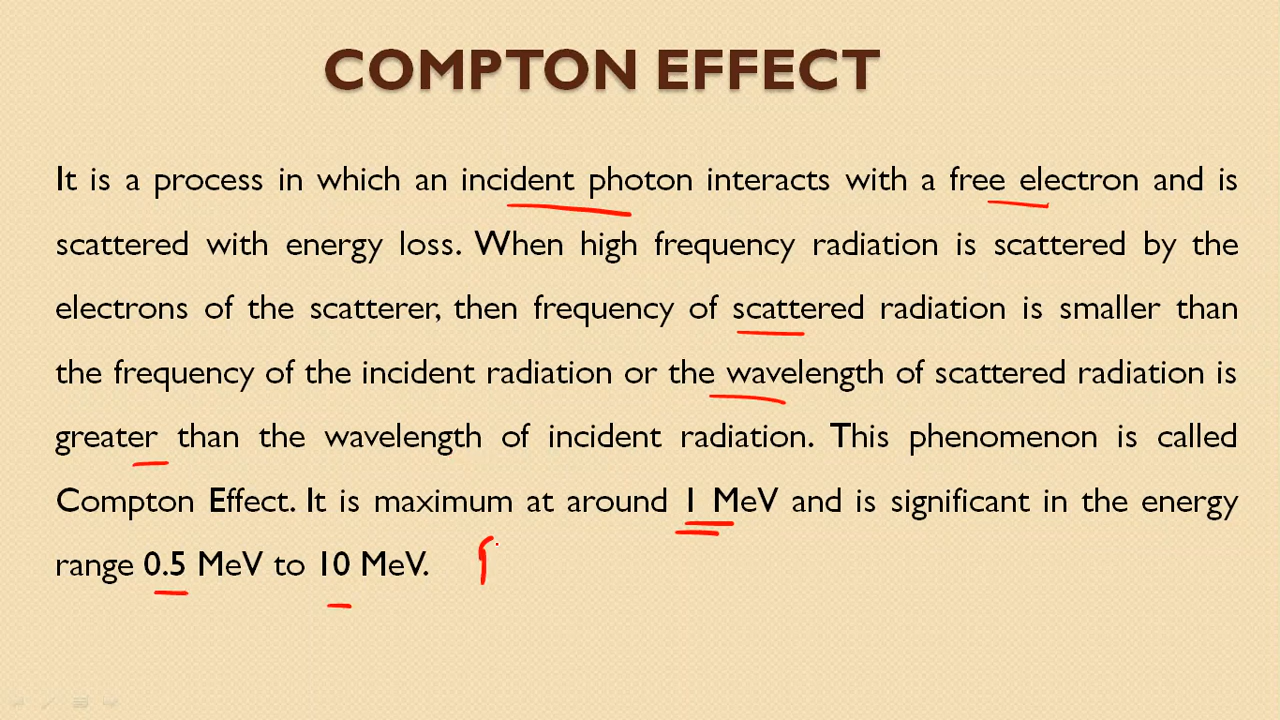 COMPTON EFFECT
It is a process in which an incident photon interacts with a free electron and is
scattered with energy loss. When high frequency radiation is scattered by the
electrons of the scatterer, then frequency of scattered radiation is smaller than
the frequency of the incident radiation or the wavelength of scattered radiation is
greater than the wavelength of incident radiation. This phenomenon is called
Compton Effect. It is maximum at around 1 MeV and is significant in the energy
range 0.5 MeV to 10 MeV.